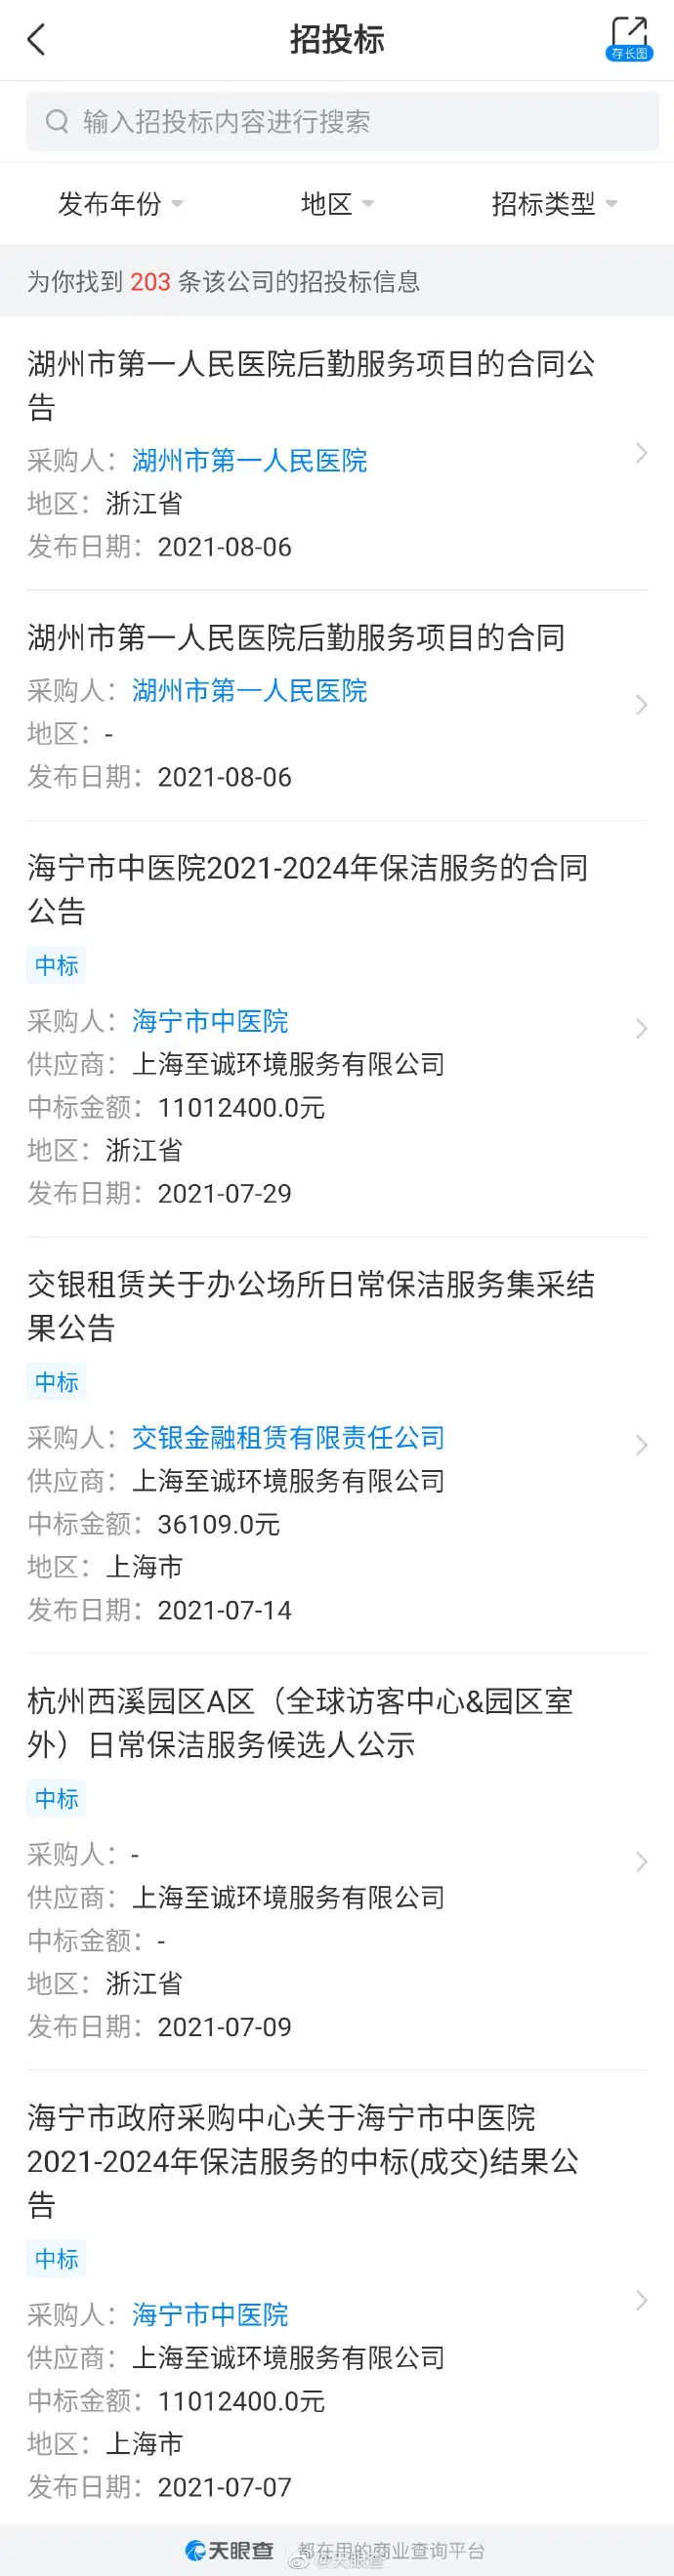 招投标
存长图
输入招投标内容进行搜索
发布年份 地区 招标类型
为你找到 203 条该公司的招投标信息
湖州市第一人民医院后勤服务项目的合同公
告
采购人：湖州市第一人民医院
地区：浙江省
发布日期：2021-08-06
湖州市第一人民医院后勤服务项目的合同
采购人：湖州市第一人民医院
地区：-
发布日期：2021-08-06
海宁市中医院2021-2024年保洁服务的合同
公告
中标
采购人：海宁市中医院
供应商：上海至诚环境服务有限公司
中标金额：11012400.0元
地区：浙江省
发布日期：2021-07-29
交银租赁关于办公场所日常保洁服务集采结
果公告
中标
采购人：交银金融租赁有限责任公司
供应商：上海至诚环境服务有限公司
中标金额：36109.0元
地区：上海市
发布日期：2021-07-14
杭州西溪园区A区（全球访客中心&园区室
外）日常保洁服务候选人公示
中标
采购人：-
供应商：上海至诚环境服务有限公司
中标金额：-
地区：浙江省
发布日期：2021-07-09
海宁市政府采购中心关于海宁市中医院
2021-2024年保洁服务的中标(成交)结果公
告
中标
采购人：海宁市中医院
供应商：上海至诚环境服务有限公司
中标金额：11012400.0元
地区：上海市
发布日期：2021-07-07
天眼查 都在用的商业查询平台
@天眼查